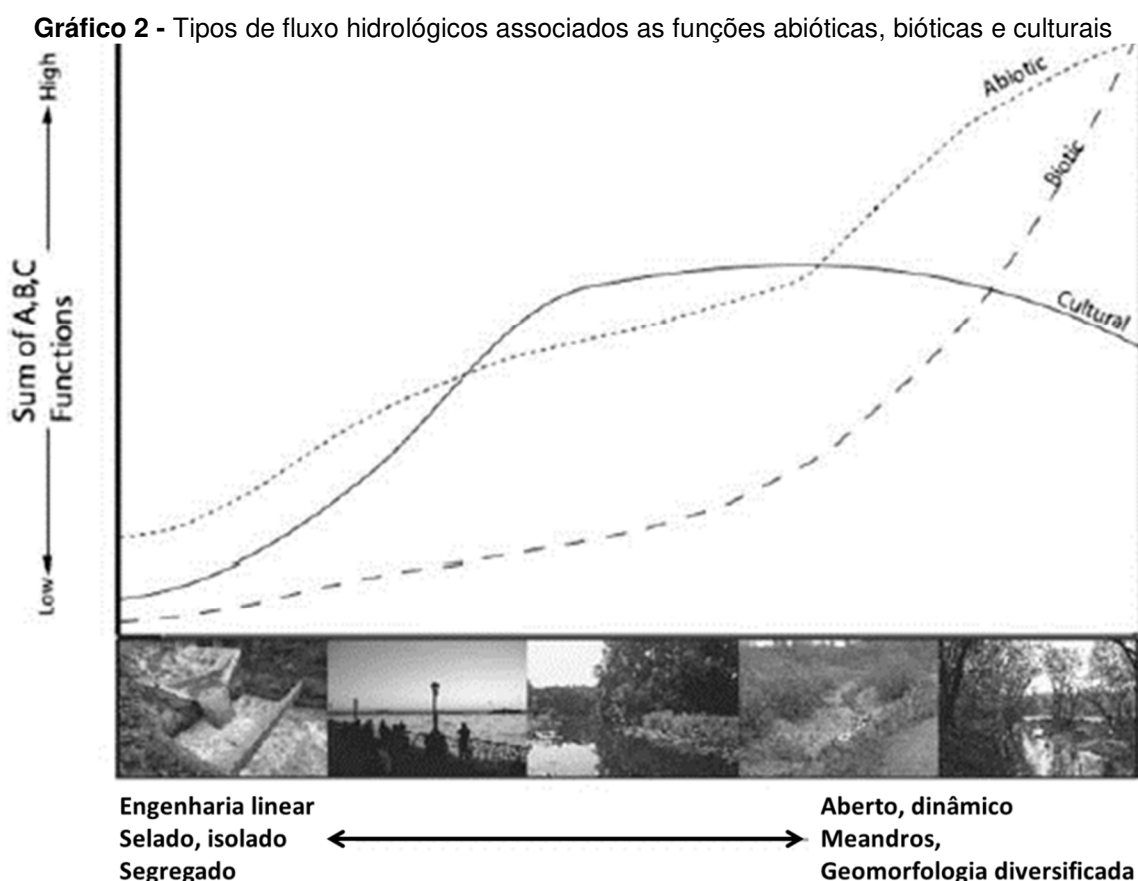 Gráfico 2 - Tipos de fluxo hidrológicos associados as funções abióticas, bióticas e culturais
High
Sum of A,B,C
Functions
Low
Abiotic
Biotic
Cultural
Engenharia linear
Selado, isolado
Segregado
Aberto, dinâmico
Meandros,
Geomorfologia diversificada